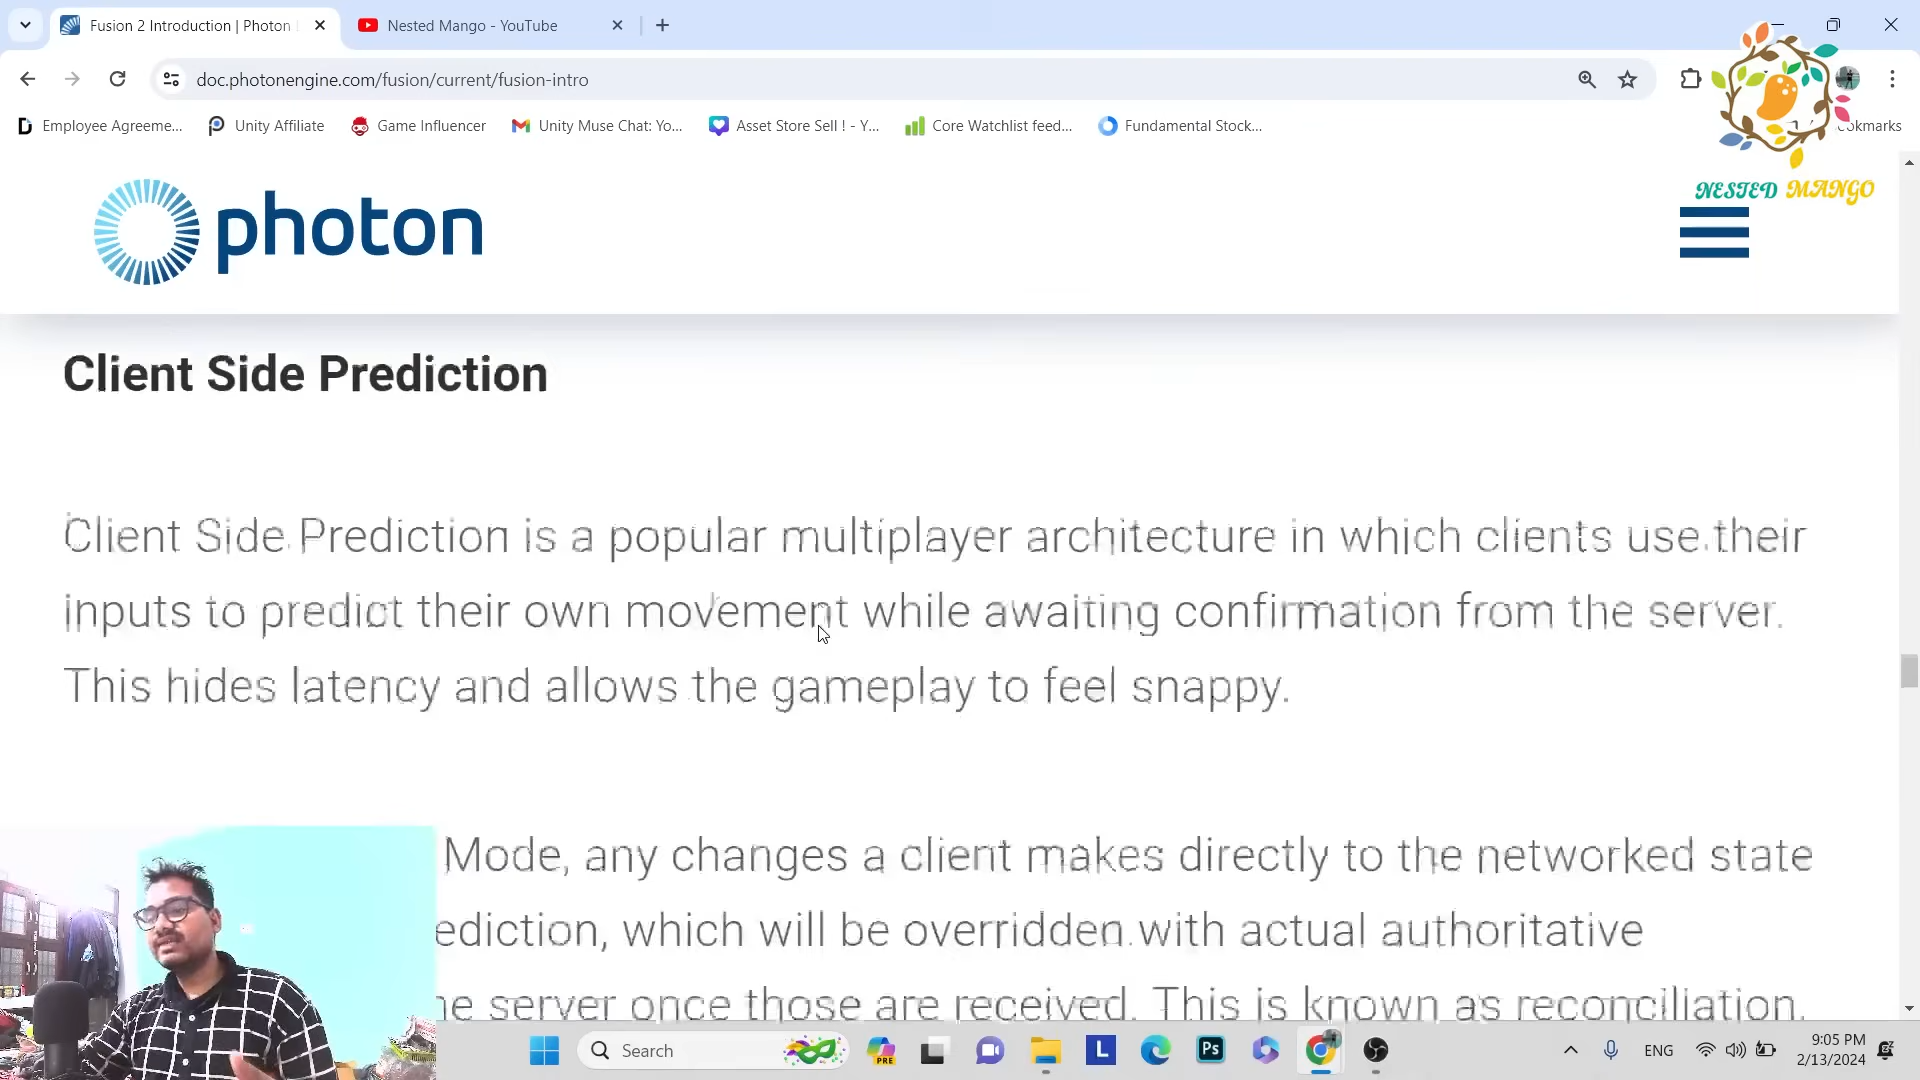 Fusion 2 Introduction | Photon
Nested Mango - YouTube
doc.photonengine.com/fusion/current/fusion-intro
Employee Agreeme...
Unity Affiliate
Game Influencer
Unity Muse Chat: Yo...
Asset Store Sell ! - Y...
Core Watchlist feed...
Fundamental Stock...
okmarks
NESTED MANGO
photon
Client Side Prediction
Client Side Prediction is a popular multiplayer architecture in which clients use their
inputs to predict their own movement while awaiting confirmation from the server.
This hides latency and allows the gameplay to feel snappy.
Mode, any changes a client makes directly to the networked state
ediction, which will be overridden with actual authoritative
he server once those are received. This is known as reconciliation.
Search
PRE
L
Ps
ENG
9:05 PM
2/13/2024